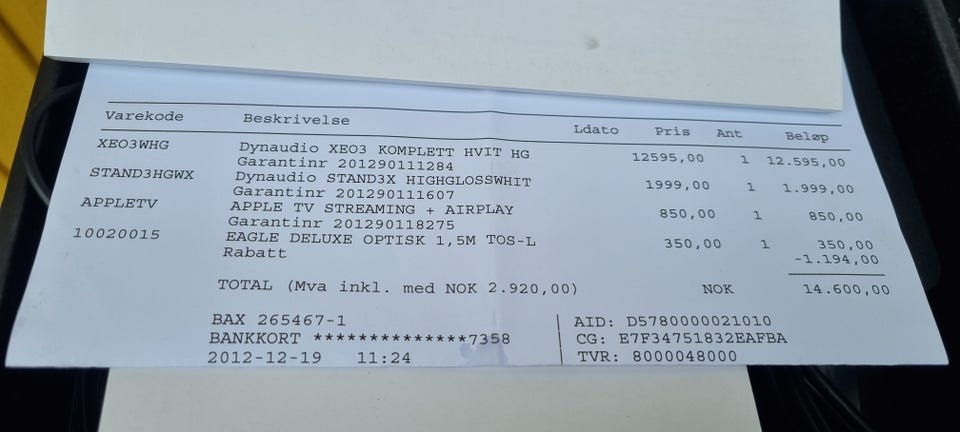 Varekode Beskrivelse Ldato Pris Ant Beløp
XEO3WHG Dynaudio XEO3 KOMPLETT HVIT HG 12595,00 1 12.595,00
Garantinr 201290111284
STAND3HGWX Dynaudio STAND3X HIGHGLOSSWHIT 1999,00 1 1.999,00
Garantinr 201290111607
APPLETV APPLE TV STREAMING + AIRPLAY 850,00 1 850,00
Garantinr 201290118275
10020015 EAGLE DELUXE OPTISK 1,5M TOS-L 350,00 1 350,00
Rabatt -1.194,00
TOTAL (Mva inkl. med NOK 2.920,00) NOK 14.600,00
BAX 265467-1 AID: D5780000021010
BANKKORT **************7358 CG: E7F34751832EAFBA
2012-12-19 11:24 TVR: 8000048000